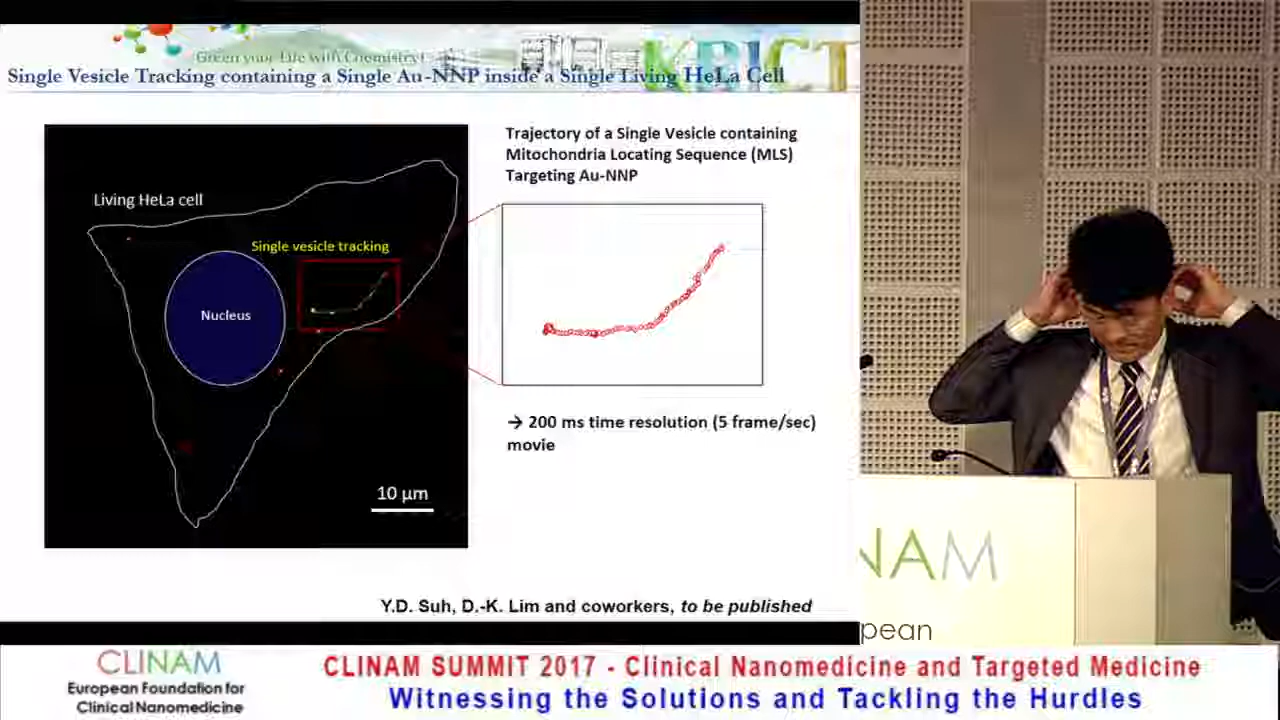 Green your Life with Chemistry!
KRICT
Single Vesicle Tracking containing a Single Au-NNP inside a Single Living HeLa Cell
Trajectory of a Single Vesicle containing
Mitochondria Locating Sequence (MLS)
Targeting Au-NNP
Living HeLa cell
Single vesicle tracking
Nucleus
10 μm
→ 200 ms time resolution (5 frame/sec)
movie
Y.D. Suh, D.-K. Lim and coworkers, to be published
NAM
pean
CLINAM
European Foundation for
Clinical Nanomedicine
CLINAM SUMMIT 2017 - Clinical Nanomedicine and Targeted Medicine
Witnessing the Solutions and Tackling the Hurdles